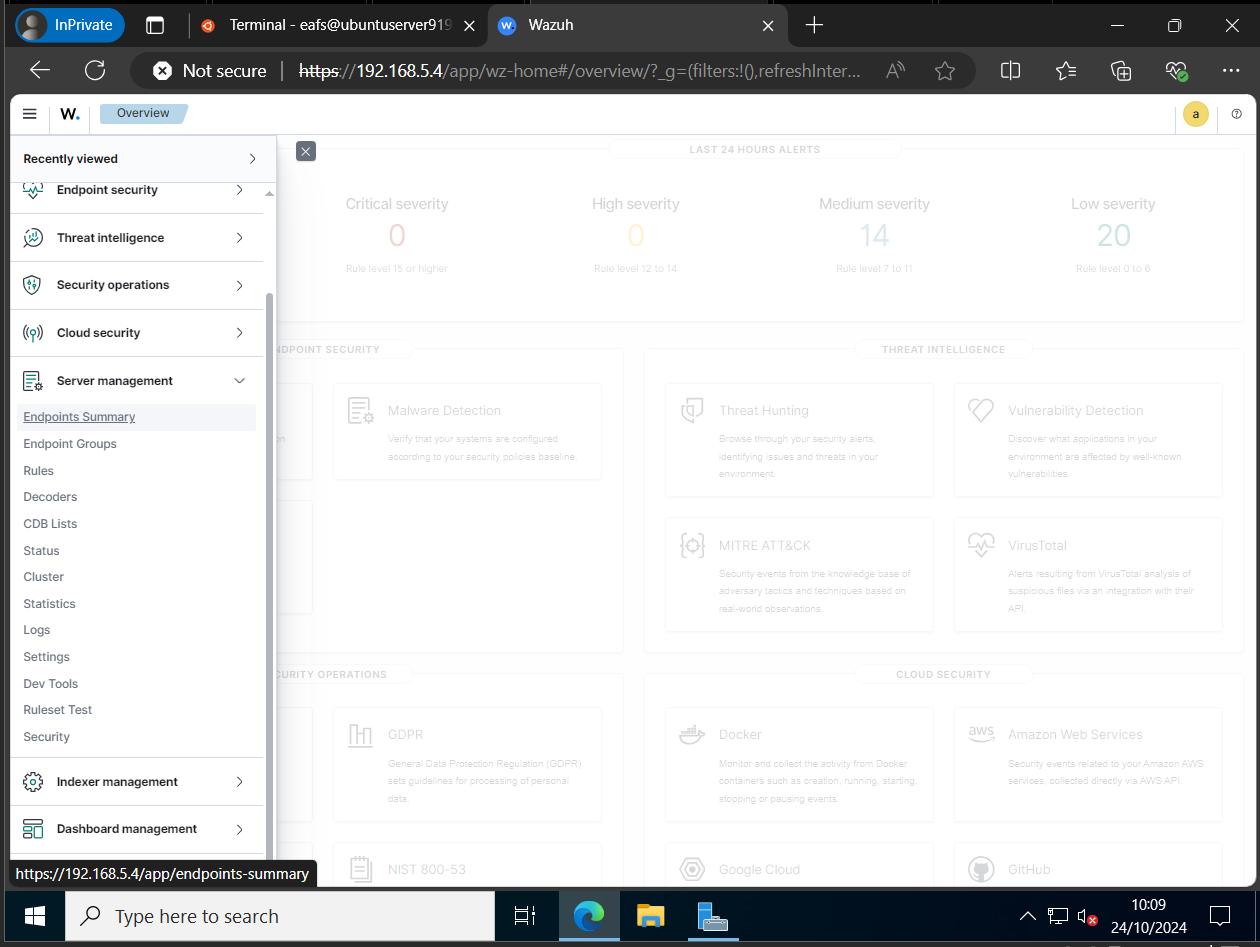 InPrivate
Terminal - eafs@ubuntuserver919
Wazuh
Not secure
https://192.168.5.4/app/wz-home#/overview/?_g=(filters:!(),refreshInter...
W.
Overview
a
Recently viewed
Endpoint security
Threat intelligence
Security operations
Cloud security
Server management
Endpoints Summary
Endpoint Groups
Rules
Decoders
CDB Lists
Status
Cluster
Statistics
Logs
Settings
Dev Tools
Ruleset Test
Security
Indexer management
Dashboard management
https://192.168.5.4/app/endpoints-summary
LAST 24 HOURS ALERTS
Critical severity
0
Rule level 15 or higher
High severity
0
Rule level 12 to 14
Medium severity
14
Rule level 7 to 11
Low severity
20
Rule level 0 to 6
NDPOINT SECURITY
Malware Detection
Verify that your systems are configured
according to your security policies baseline.
THREAT INTELLIGENCE
Threat Hunting
Browse through your security alerts,
identifying issues and threats in your
environment.
Vulnerability Detection
Discover what applications in your
environment are affected by well-known
vulnerabilities.
MITRE ATT&CK
Security events from the knowledge base of
adversary tactics and techniques based on
real-world observations.
VirusTotal
Alerts resulting from VirusTotal analysis of
suspicious files via an integration with their
API.
CURITY OPERATIONS
GDPR
General Data Protection Regulation (GDPR)
sets guidelines for processing of personal
data.
NIST 800-53
CLOUD SECURITY
Docker
Monitor and collect the activity from Docker
containers such as creation, running, starting,
stopping or pausing events.
aws
Amazon Web Services
Security events related to your Amazon AWS
services, collected directly via AWS API.
Google Cloud
GitHub
Type here to search
10:09
24/10/2024